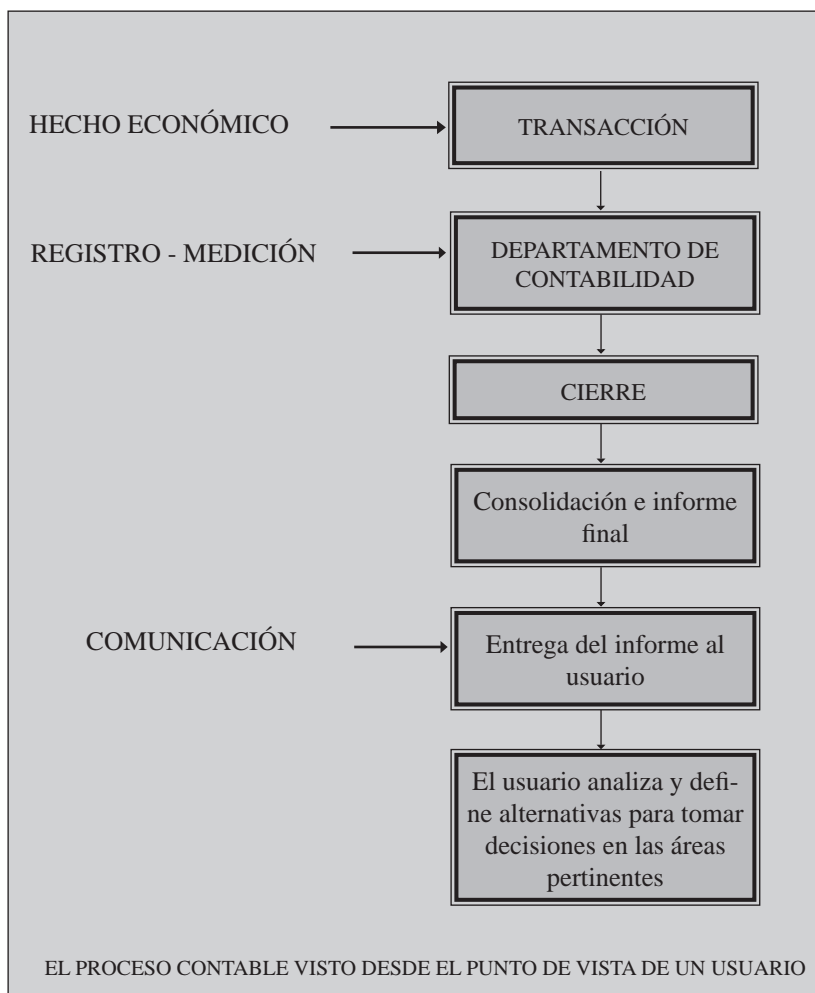 HECHO ECONÓMICO
TRANSACCIÓN
REGISTRO - MEDICIÓN
DEPARTAMENTO DE
CONTABILIDAD
CIERRE
Consolidación e informe
final
COMUNICACIÓN
Entrega del informe al
usuario
El usuario analiza y defi-
ne alternativas para tomar
decisiones en las áreas
pertinentes
EL PROCESO CONTABLE VISTO DESDE EL PUNTO DE VISTA DE UN USUARIO